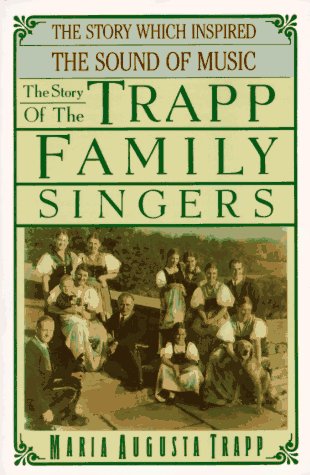 THE STORY WHICH INSPIRED
THE SOUND OF MUSIC
The Story
Of The
TRAPP
FAMILY
SINGERS
MARIA AUGUSTA TRAPP